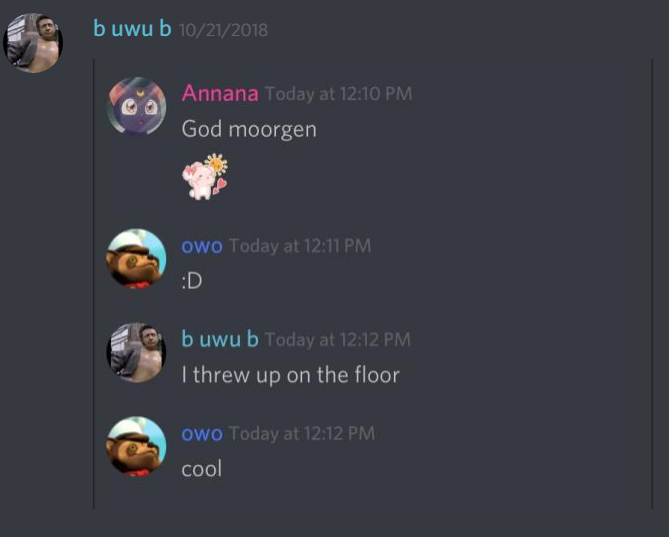 b uwu b 10/21/2018
Annana Today at 12:10 PM
God moorgen
owo Today at 12:11 PM
:D
b uwu b Today at 12:12 PM
I threw up on the floor
owo Today at 12:12 PM
cool